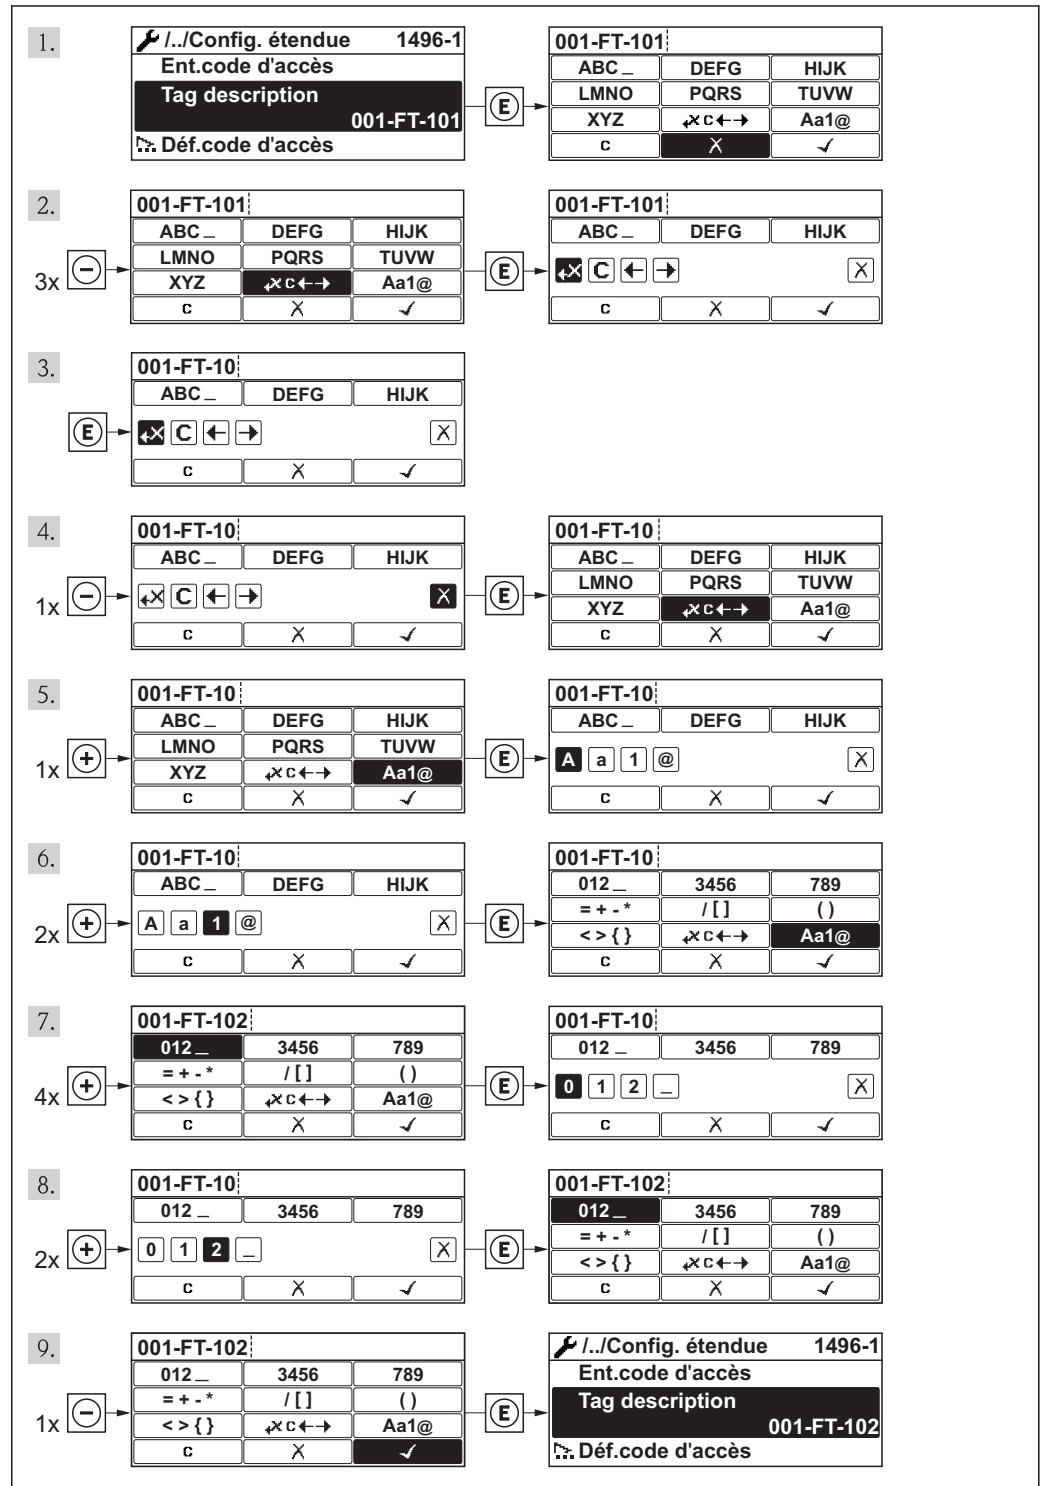 1.
/../Config. étendue 1496-1
Ent.code d'accès
Tag description
001-FT-101
Déf.code d'accès
E
001-FT-101
ABC_ DEFG HIJK
LMNO PQRS TUVW
XYZ C←→ Aa1@
C X ✓
2.
3x −
001-FT-101
ABC_ DEFG HIJK
LMNO PQRS TUVW
XYZ C←→ Aa1@
C X ✓
E
001-FT-101
ABC_ DEFG HIJK
C ← → X
C X ✓
3.
E
001-FT-10
ABC_ DEFG HIJK
C ← → X
C X ✓
4.
1x −
001-FT-10
ABC_ DEFG HIJK
C ← → X
C X ✓
E
001-FT-10
ABC_ DEFG HIJK
LMNO PQRS TUVW
XYZ C←→ Aa1@
C X ✓
5.
1x +
001-FT-10
ABC_ DEFG HIJK
LMNO PQRS TUVW
XYZ C←→ Aa1@
C X ✓
E
001-FT-10
ABC_ DEFG HIJK
A a 1 @ X
C X ✓
6.
2x +
001-FT-10
ABC_ DEFG HIJK
A a 1 @ X
C X ✓
E
001-FT-10
012_ 3456 789
=+-* /[] ()
<>{} C←→ Aa1@
C X ✓
7.
4x +
001-FT-102
012_ 3456 789
=+-* /[] ()
<>{} C←→ Aa1@
C X ✓
E
001-FT-10
012_ 3456 789
0 1 2 _ X
C X ✓
8.
2x +
001-FT-10
012_ 3456 789
0 1 2 _ X
C X ✓
E
001-FT-102
012_ 3456 789
=+-* /[] ()
<>{} C←→ Aa1@
C X ✓
9.
1x −
001-FT-102
012_ 3456 789
=+-* /[] ()
<>{} C←→ Aa1@
C X ✓
E
/../Config. étendue 1496-1
Ent.code d'accès
Tag description
001-FT-102
Déf.code d'accès